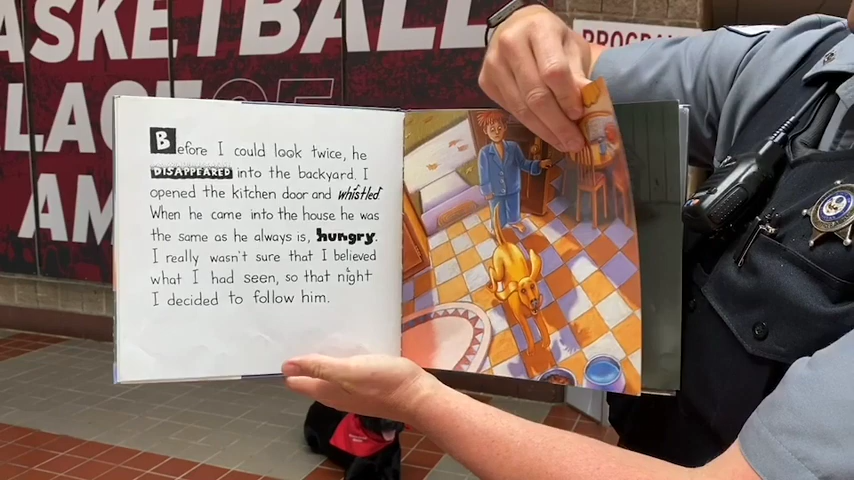 ASKETBALL
LACE OF
AM
PROGRAM
Before I could look twice, he
DISAPPEARED into the backyard. I
opened the kitchen door and whistled.
When he came into the house he was
the same as he always is, hungry.
I really wasn't sure that I believed
what I had seen, so that night
I decided to follow him.